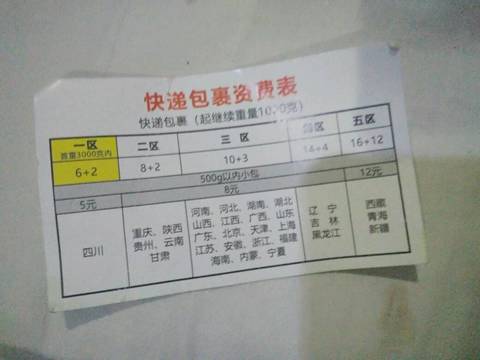 快递包裹资费表
快递包裹（起继续重量1000克）
一区 二区 三区 四区 五区
首重3000克内
6+2 8+2 10+3 14+4 16+12
500g以内小包
5元 8元 12元
四川
重庆、陕西
贵州、云南
甘肃
河南、河北、湖南、湖北
山西、江西、广西、山东
广东、北京、天津、上海
江苏、安徽、浙江、福建
海南、内蒙、宁夏
辽宁
吉林
黑龙江
西藏
青海
新疆